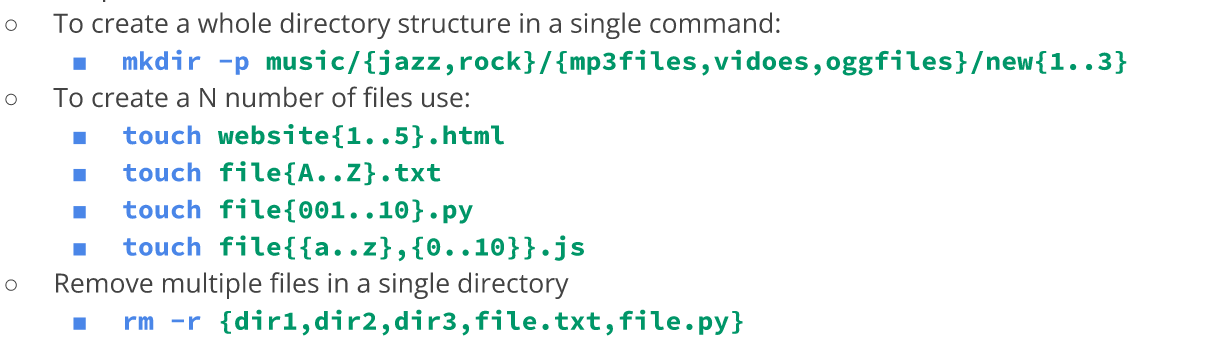 ○ To create a whole directory structure in a single command:
■ mkdir -p music/{jazz,rock}/{mp3files,vidoes,oggfiles}/new{1..3}
○ To create a N number of files use:
■ touch website{1..5}.html
■ touch file{A..Z}.txt
■ touch file{001..10}.py
■ touch file{{a..z},{0..10}}.js
○ Remove multiple files in a single directory
■ rm -r {dir1,dir2,dir3,file.txt,file.py}